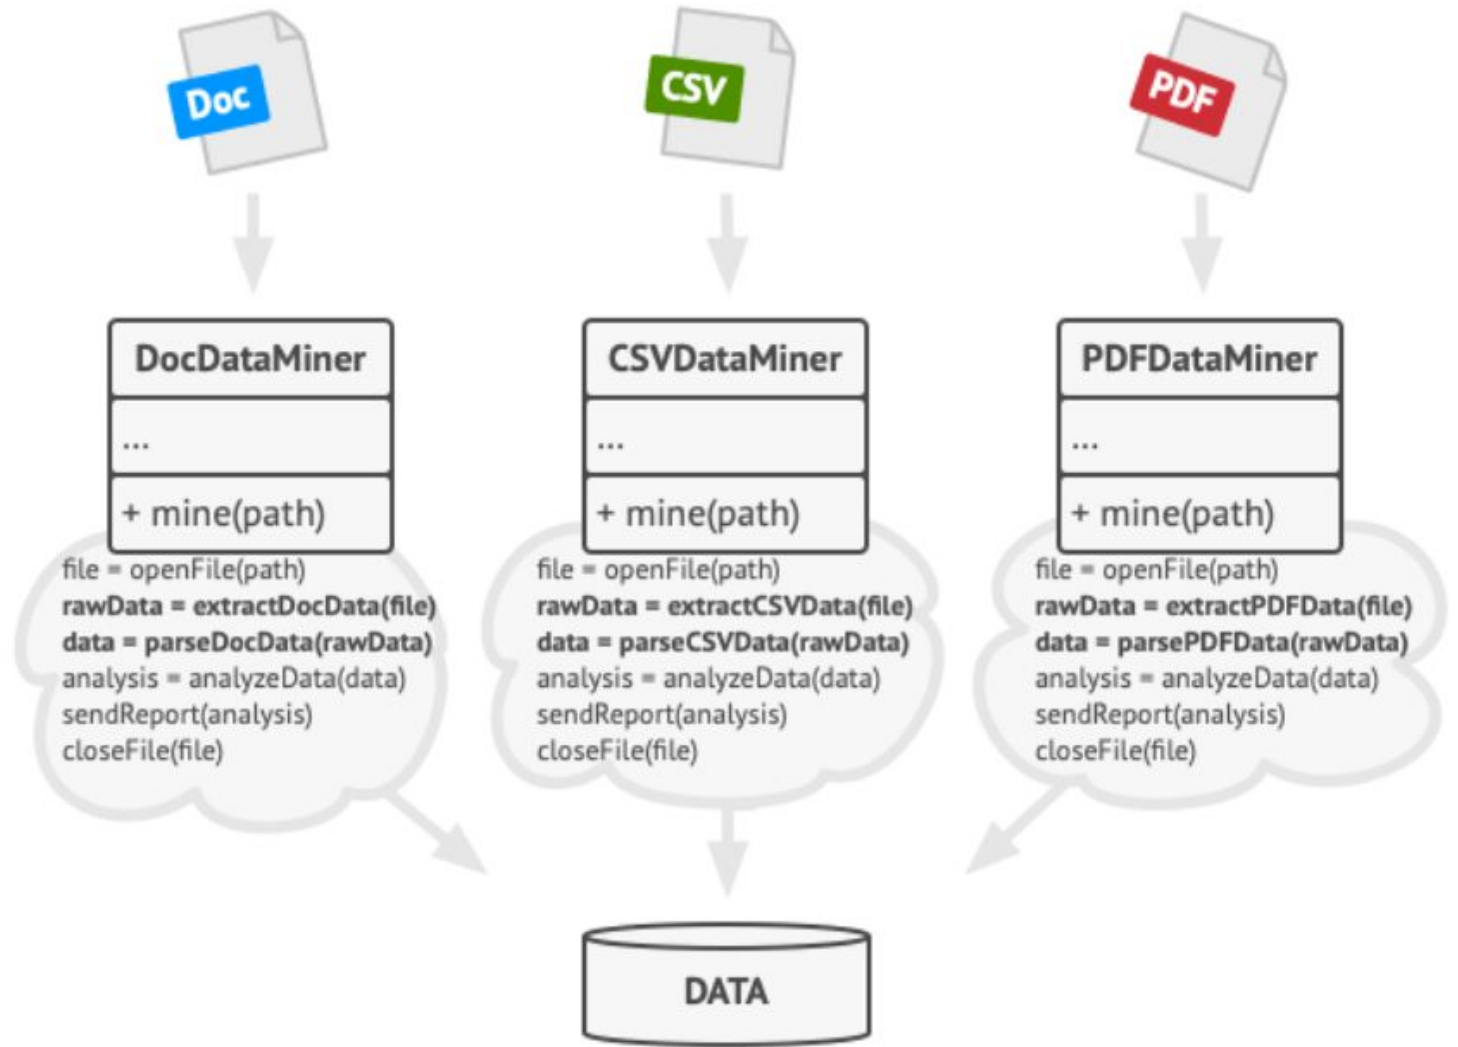 Doc
CSV
PDF
DocDataMiner
...
+ mine(path)
file = openFile(path)
rawData = extractDocData(file)
data = parseDocData(rawData)
analysis = analyzeData(data)
sendReport(analysis)
closeFile(file)
CSVDataMiner
...
+ mine(path)
file = openFile(path)
rawData = extractCSVData(file)
data = parseCSVData(rawData)
analysis = analyzeData(data)
sendReport(analysis)
closeFile(file)
PDFDataMiner
...
+ mine(path)
file = openFile(path)
rawData = extractPDFData(file)
data = parsePDFData(rawData)
analysis = analyzeData(data)
sendReport(analysis)
closeFile(file)
DATA